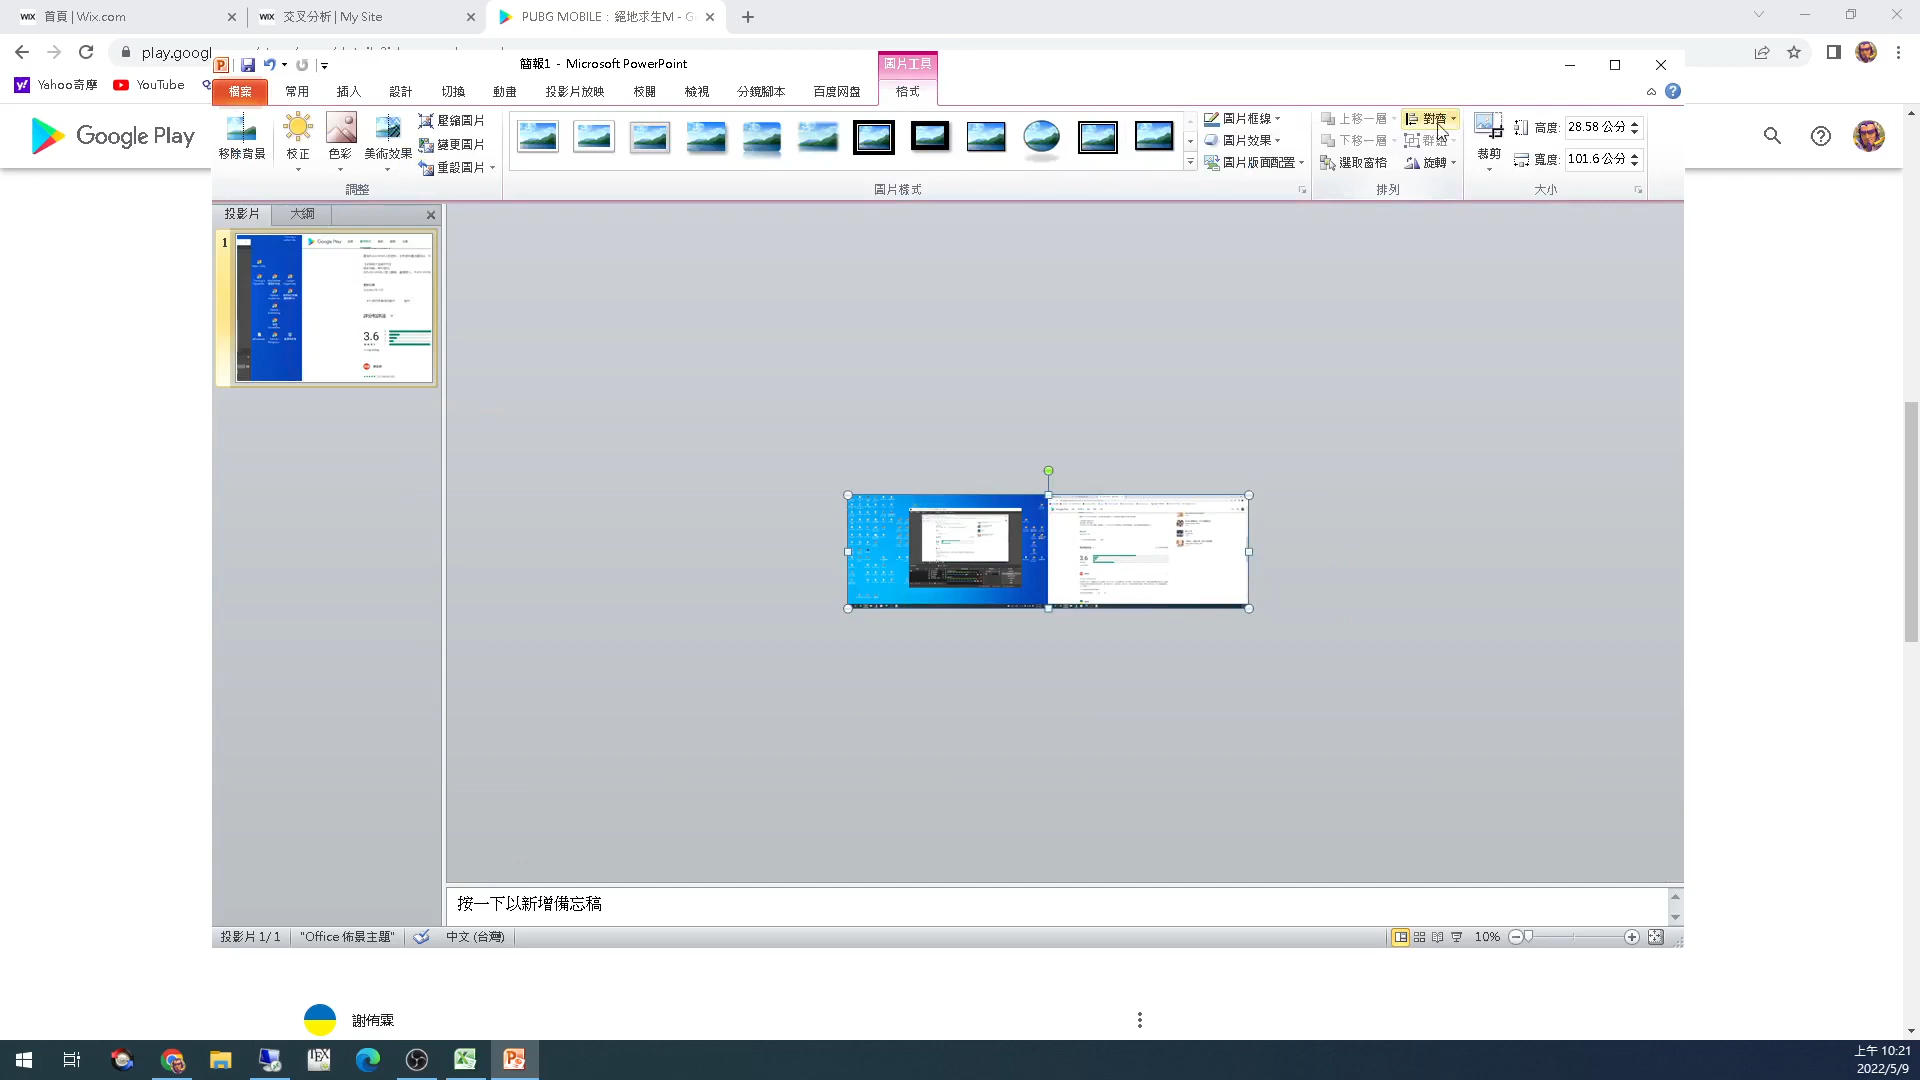 首頁 | Wix.com
交叉分析 | My Site
PUBG MOBILE：絕地求生M - G
play.googl
Yahoo奇摩
YouTube
簡報1 - Microsoft PowerPoint
圖片工具
檔案
常用
插入
設計
切換
動畫
投影片放映
校閱
檢視
分鏡腳本
百度网盘
格式
Google Play
移除背景
校正
色彩
美術效果
壓縮圖片
變更圖片
重設圖片
調整
圖片樣式
圖片框線
圖片效果
圖片版面配置
上移一層
下移一層
選取窗格
對齊
群組
旋轉
排列
裁剪
高度: 28.58 公分
寬度: 101.6 公分
大小
投影片
大綱
1
Google Play
3.6
3.6
按一下以新增備忘稿
投影片 1/1
"Office 佈景主題"
中文 (台灣)
10%
謝侑霖
TEX
上午 10:21
2022/5/9